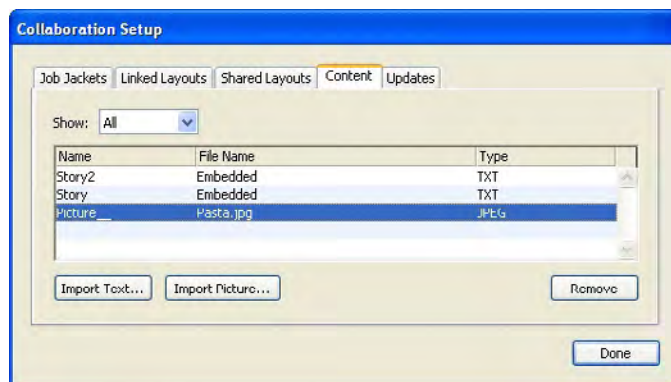 Collaboration Setup
Job Jackets Linked Layouts Shared Layouts Content Updates
Show: All
Name File Name Type
Story2 Embedded TXT
Story Embedded TXT
Picture__ Pasta.jpg JPEG
Import Text... Import Picture... Remove
Done